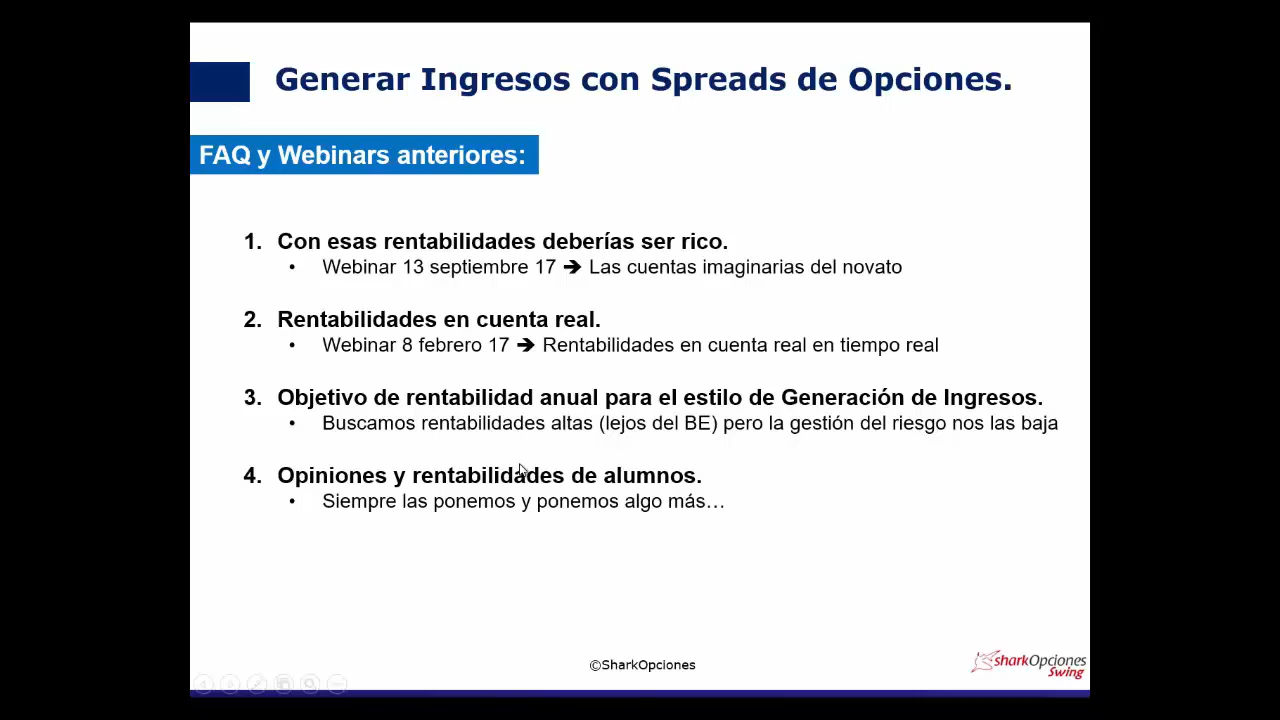 Generar Ingresos con Spreads de Opciones.
FAQ y Webinars anteriores:
1. Con esas rentabilidades deberías ser rico.
• Webinar 13 septiembre 17 ➔ Las cuentas imaginarias del novato
2. Rentabilidades en cuenta real.
• Webinar 8 febrero 17 ➔ Rentabilidades en cuenta real en tiempo real
3. Objetivo de rentabilidad anual para el estilo de Generación de Ingresos.
• Buscamos rentabilidades altas (lejos del BE) pero la gestión del riesgo nos las baja
4. Opiniones y rentabilidades de alumnos.
• Siempre las ponemos y ponemos algo más…
©SharkOpciones
sharkOpciones
Swing